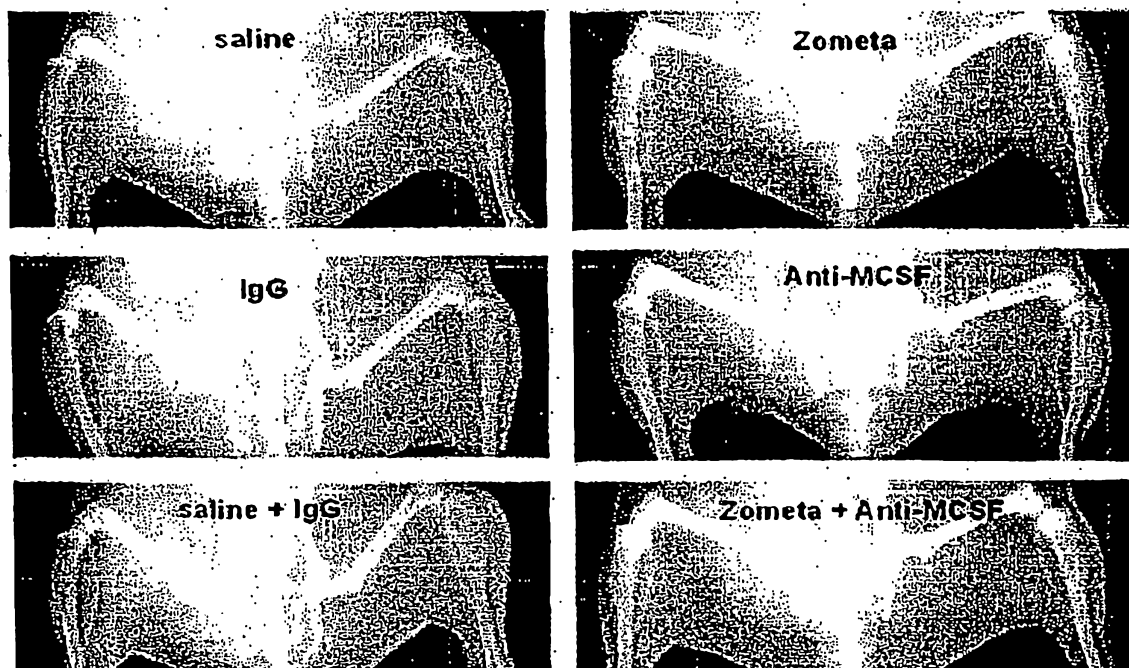 saline
Zometa
IgG
Anti-MCSF
saline + IgG
Zometa + Anti-MCSF